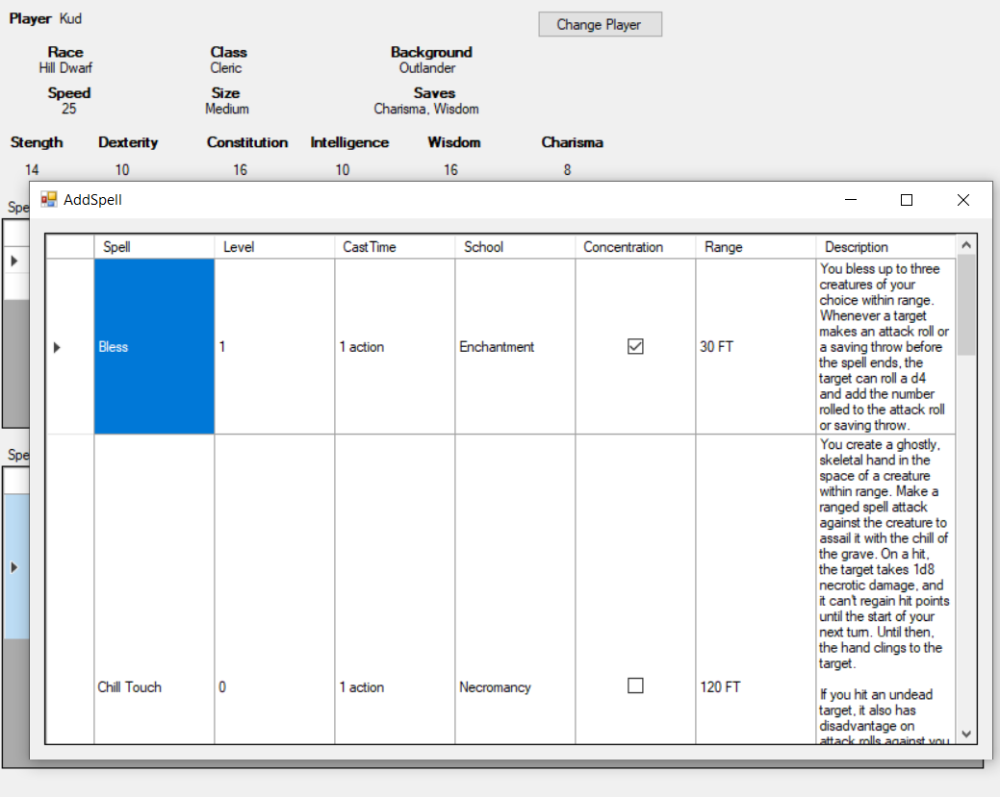 Player Kud
Change Player
Race Class Background
Hill Dwarf Cleric Outlander
Speed Size Saves
25 Medium Charisma, Wisdom
Stength Dexterity Constitution Intelligence Wisdom Charisma
14 10 16 10 16 8
Spe
AddSpell
Spell Level CastTime School Concentration Range Description
Bless 1 1 action Enchantment 30 FT
You bless up to three
creatures of your
choice within range.
Whenever a target
makes an attack roll or
a saving throw before
the spell ends, the
target can roll a d4
and add the number
rolled to the attack roll
or saving throw.
Spe
Chill Touch 0 1 action Necromancy 120 FT
You create a ghostly,
skeletal hand in the
space of a creature
within range. Make a
ranged spell attack
against the creature to
assail it with the chill of
the grave. On a hit,
the target takes 1d8
necrotic damage, and
it can't regain hit points
until the start of your
next turn. Until then,
the hand clings to the
target.
If you hit an undead
target, it also has
disadvantage on
attack rolls against you